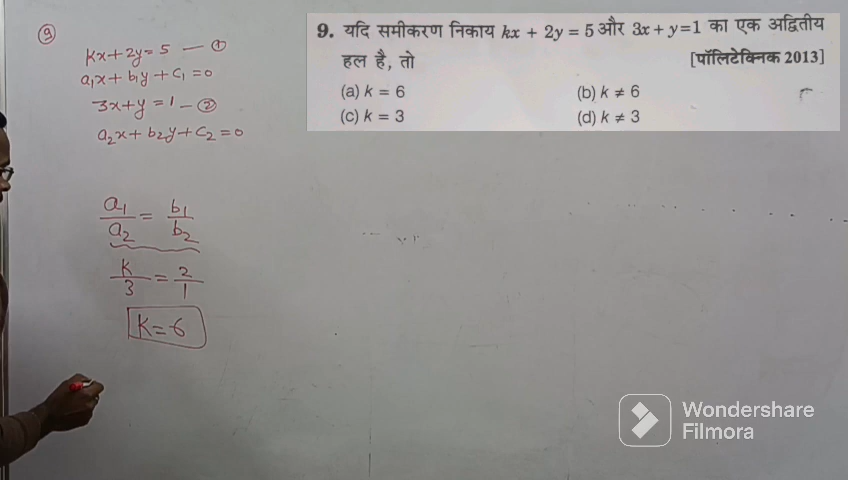 9
kx+2y=5 — 1
a₁x+b₁y+c₁=0
3x+y=1 — 2
a₂x+b₂y+c₂=0
a₁/a₂ = b₁/b₂
k/3 = 2/1
k=6
9. यदि समीकरण निकाय kx + 2y = 5 और 3x + y = 1 का एक अद्वितीय
हल है, तो [पॉलिटेक्निक 2013]
(a) k = 6 (b) k ≠ 6
(c) k = 3 (d) k ≠ 3
Wondershare
Filmora